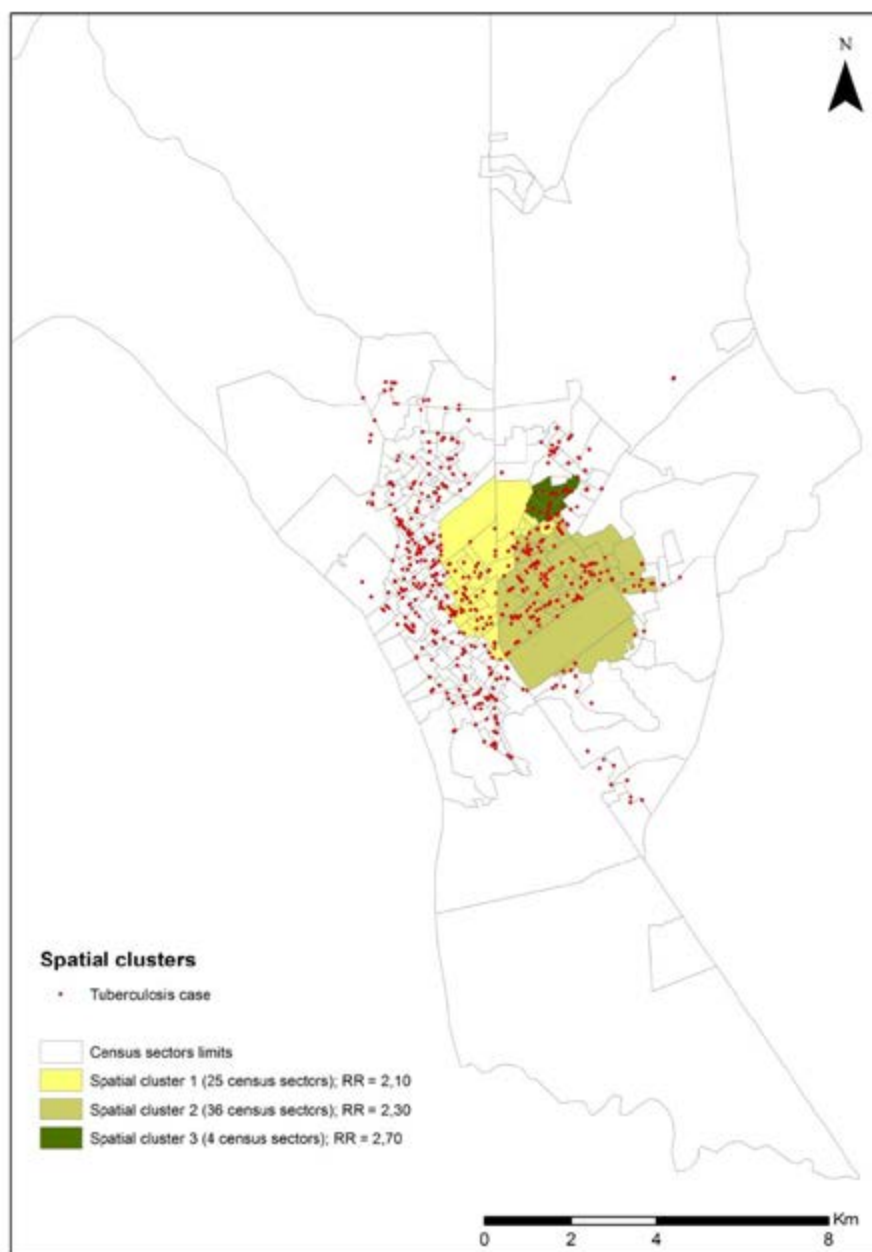 N
Spatial clusters
Tuberculosis case
Census sectors limits
Spatial cluster 1 (25 census sectors); RR = 2,10
Spatial cluster 2 (36 census sectors); RR = 2,30
Spatial cluster 3 (4 census sectors); RR = 2,70
Km
0 2 4 8